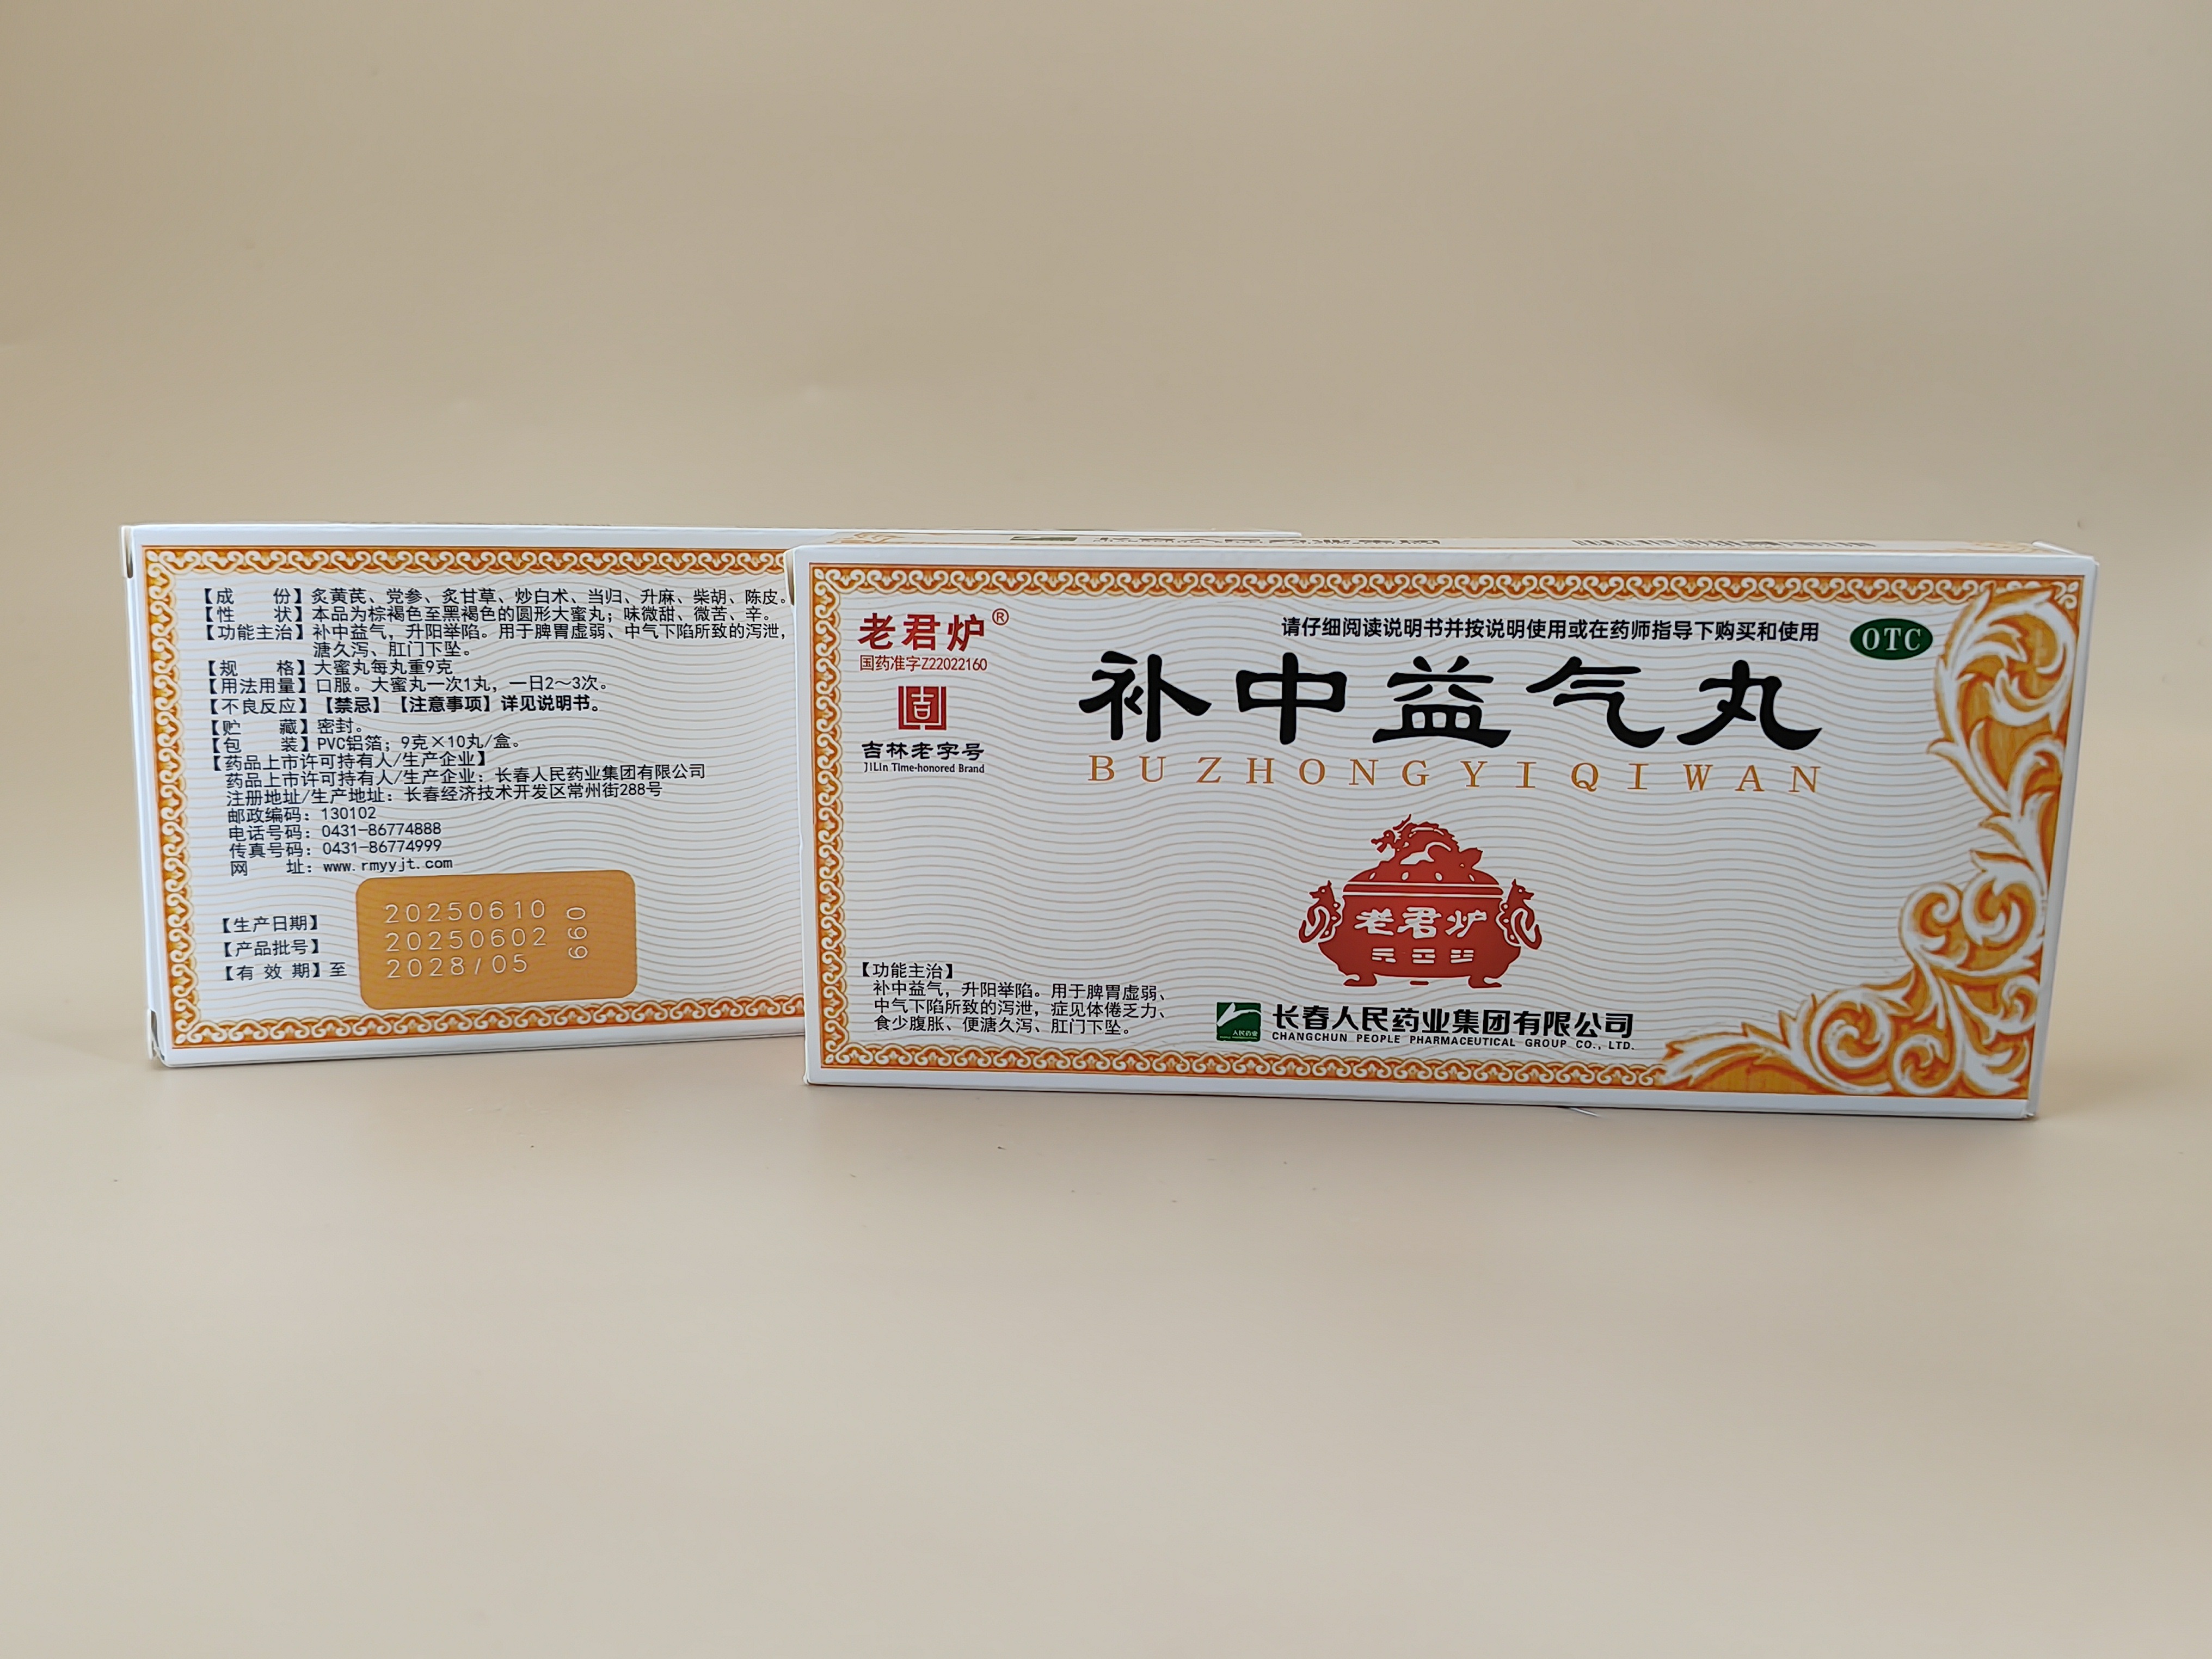 【成 份】炙黄芪、党参、炙甘草、炒白术、当归、升麻、柴胡、陈皮。
【性 状】本品为棕褐色至黑褐色的圆形大蜜丸；味微甜、微苦、辛。
【功能主治】补中益气，升阳举陷。用于脾胃虚弱、中气下陷所致的泻泄，
溏久泻、肛门下坠。
【规 格】大蜜丸每丸重9克
【用法用量】口服。大蜜丸一次1丸，一日2～3次。
【不良反应】【禁忌】【注意事项】详见说明书。
【贮 藏】密封。
【包 装】PVC铝箔；9克×10丸/盒。
【药品上市许可持有人/生产企业】
药品上市许可持有人/生产企业：长春人民药业集团有限公司
注册地址/生产地址：长春经济技术开发区常州街288号
邮政编码：130102
电话号码：0431-86774888
传真号码：0431-86774999
网 址：www.rmyyjt.com
【生产日期】20250610
【产品批号】20250602
【有 效 期】至 2028/05
099
老君炉®
国药准字Z22022160
吉林老字号
JiLin Time-honored Brand
请仔细阅读说明书并按说明使用或在药师指导下购买和使用
OTC
补中益气丸
BUZHONGYIQIWAN
老君炉
【功能主治】
补中益气，升阳举陷。用于脾胃虚弱、
中气下陷所致的泻泄，症见体倦乏力、
食少腹胀、便溏久泻、肛门下坠。
人民药业
长春人民药业集团有限公司
CHANGCHUN PEOPLE PHARMACEUTICAL GROUP CO., LTD.